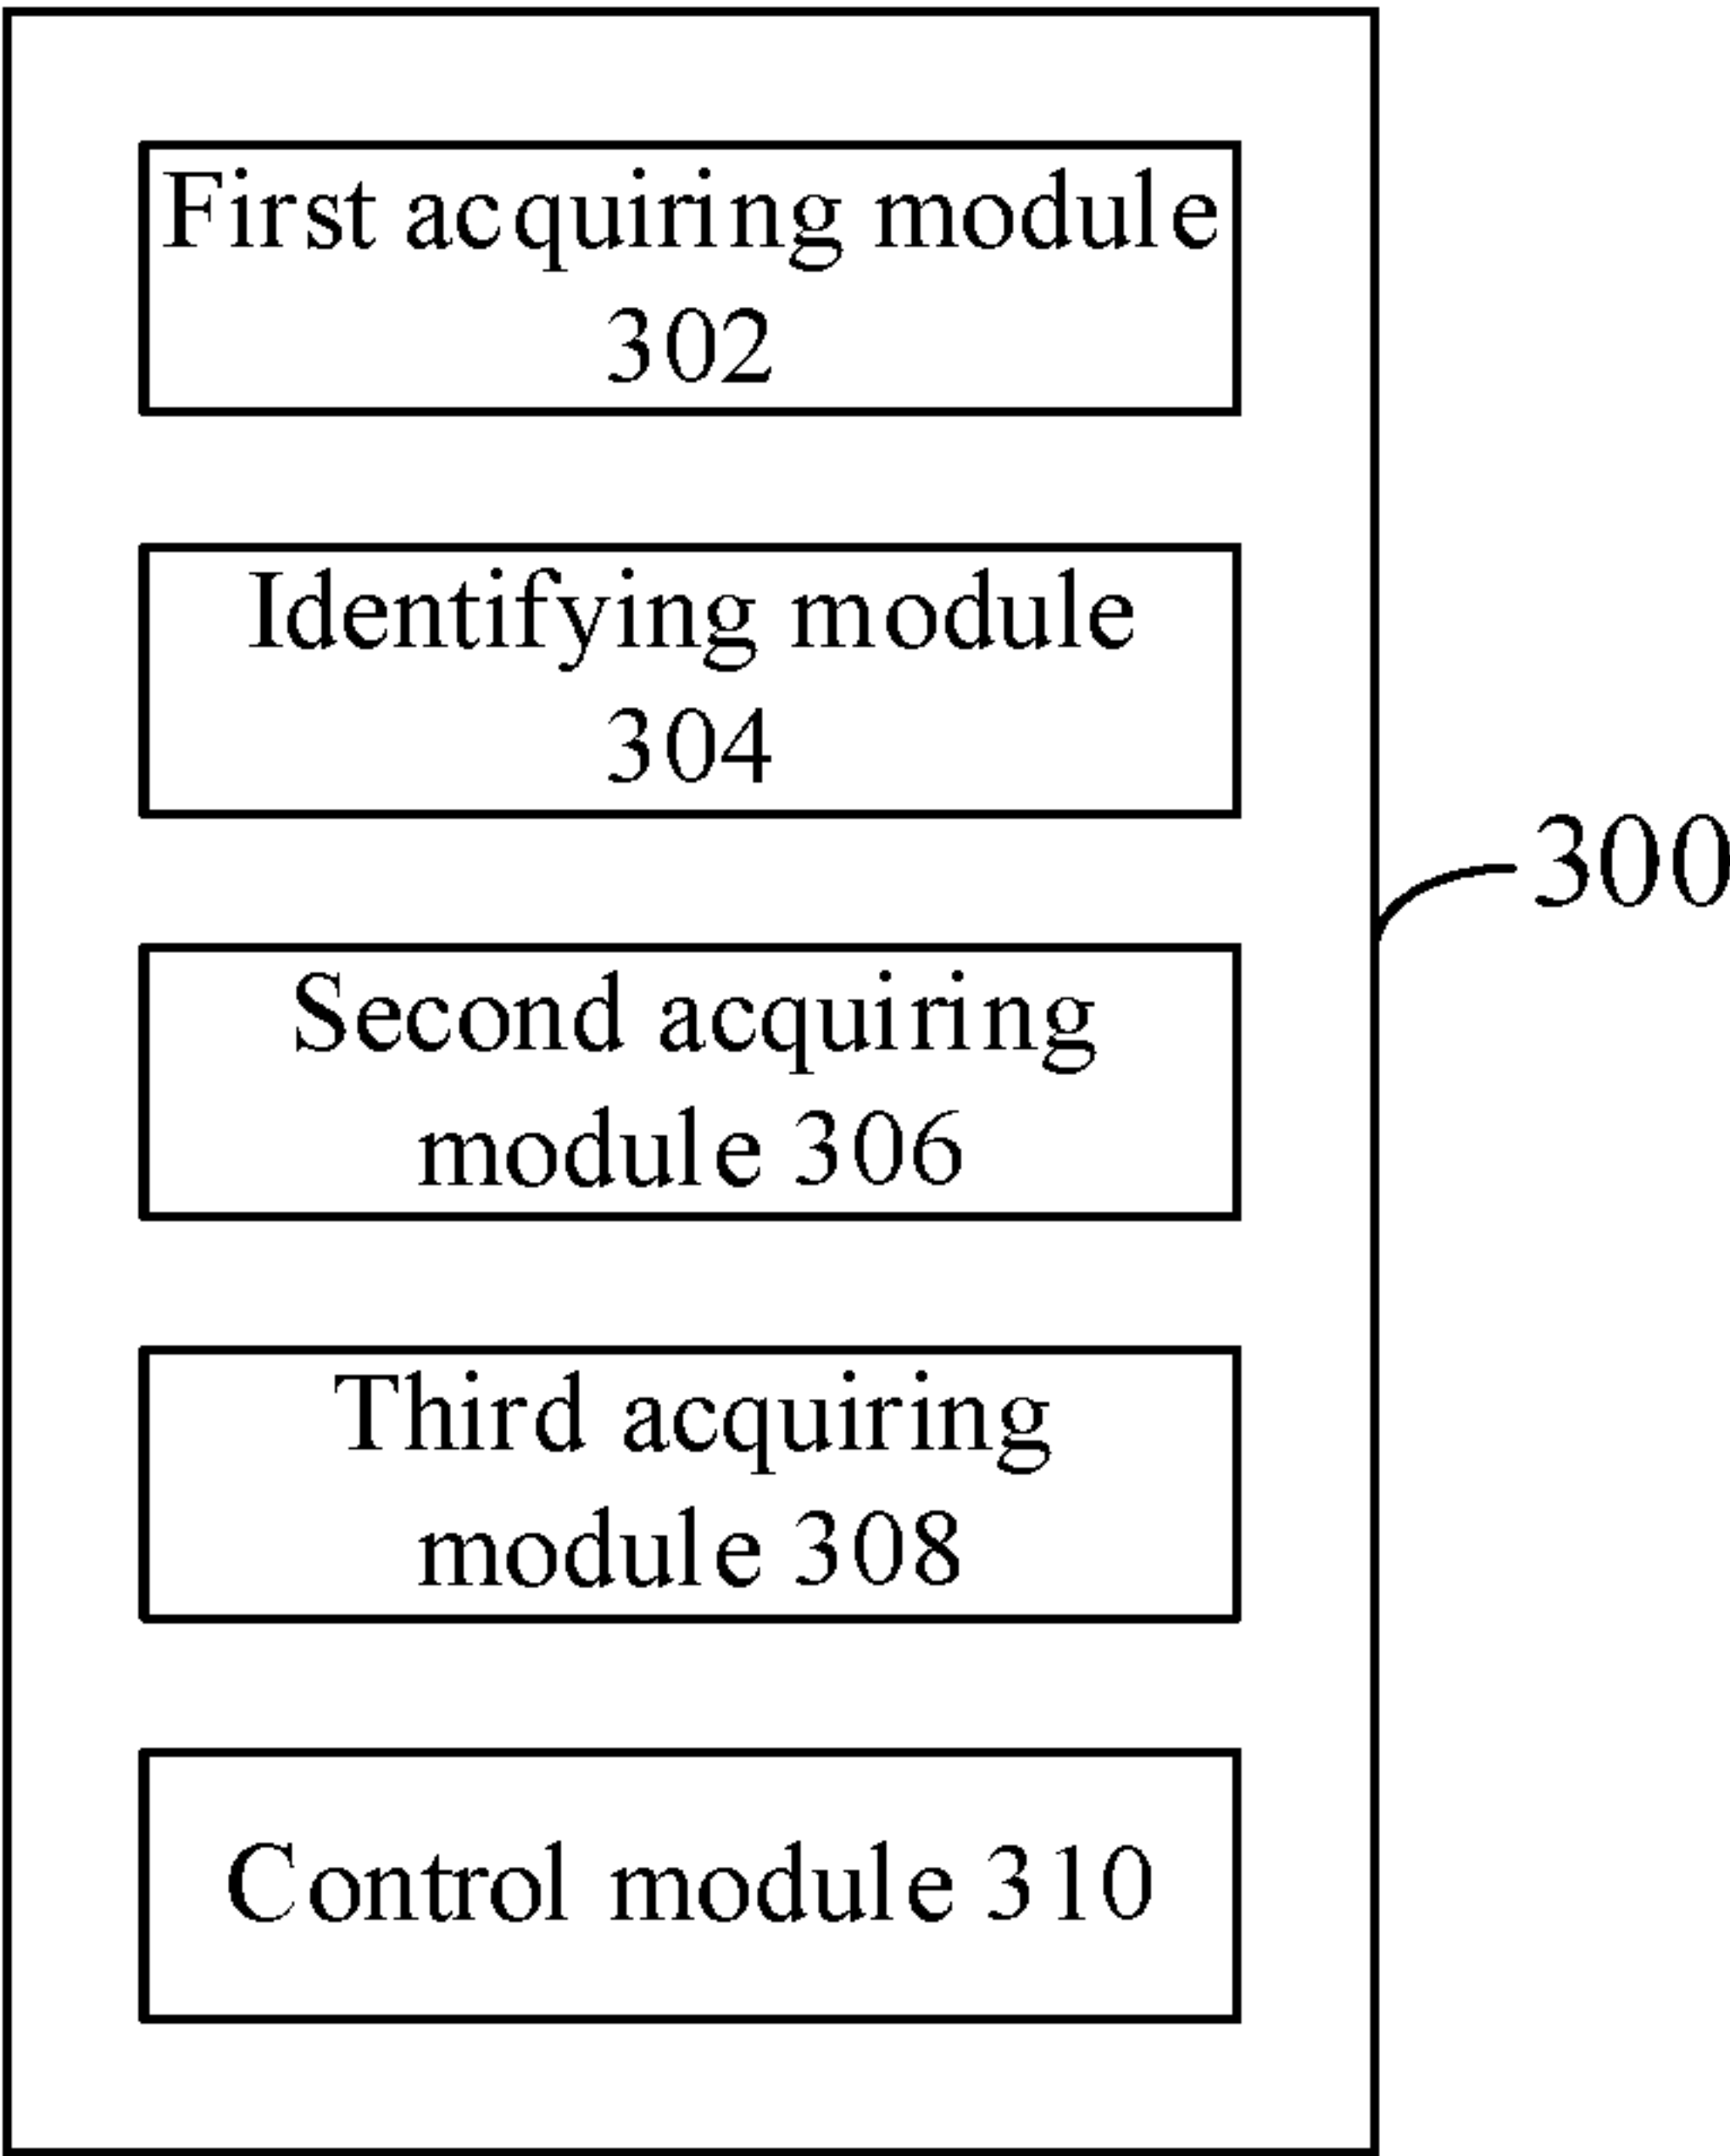 First acquiring module
302
Identifying module
304
300
Second acquiring
module 306
Third acquiring
module 308
Control module 310